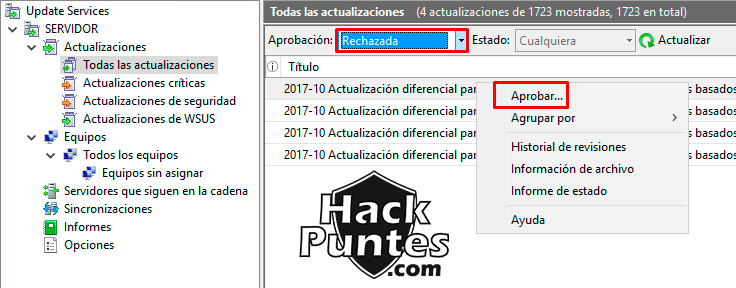 Update Services
SERVIDOR
Actualizaciones
Todas las actualizaciones
Actualizaciones críticas
Actualizaciones de seguridad
Actualizaciones de WSUS
Equipos
Todos los equipos
Equipos sin asignar
Servidores que siguen en la cadena
Sincronizaciones
Informes
Opciones
Todas las actualizaciones (4 actualizaciones de 1723 mostradas, 1723 en total)
Aprobación: Rechazada Estado: Cualquiera Actualizar
Título
2017-10 Actualización diferencial par s basados
2017-10 Actualización diferencial par s basados
2017-10 Actualización diferencial par s basados
2017-10 Actualización diferencial par s basados
Aprobar...
Agrupar por
Historial de revisiones
Información de archivo
Informe de estado
Ayuda
Hack
Puntes
.com